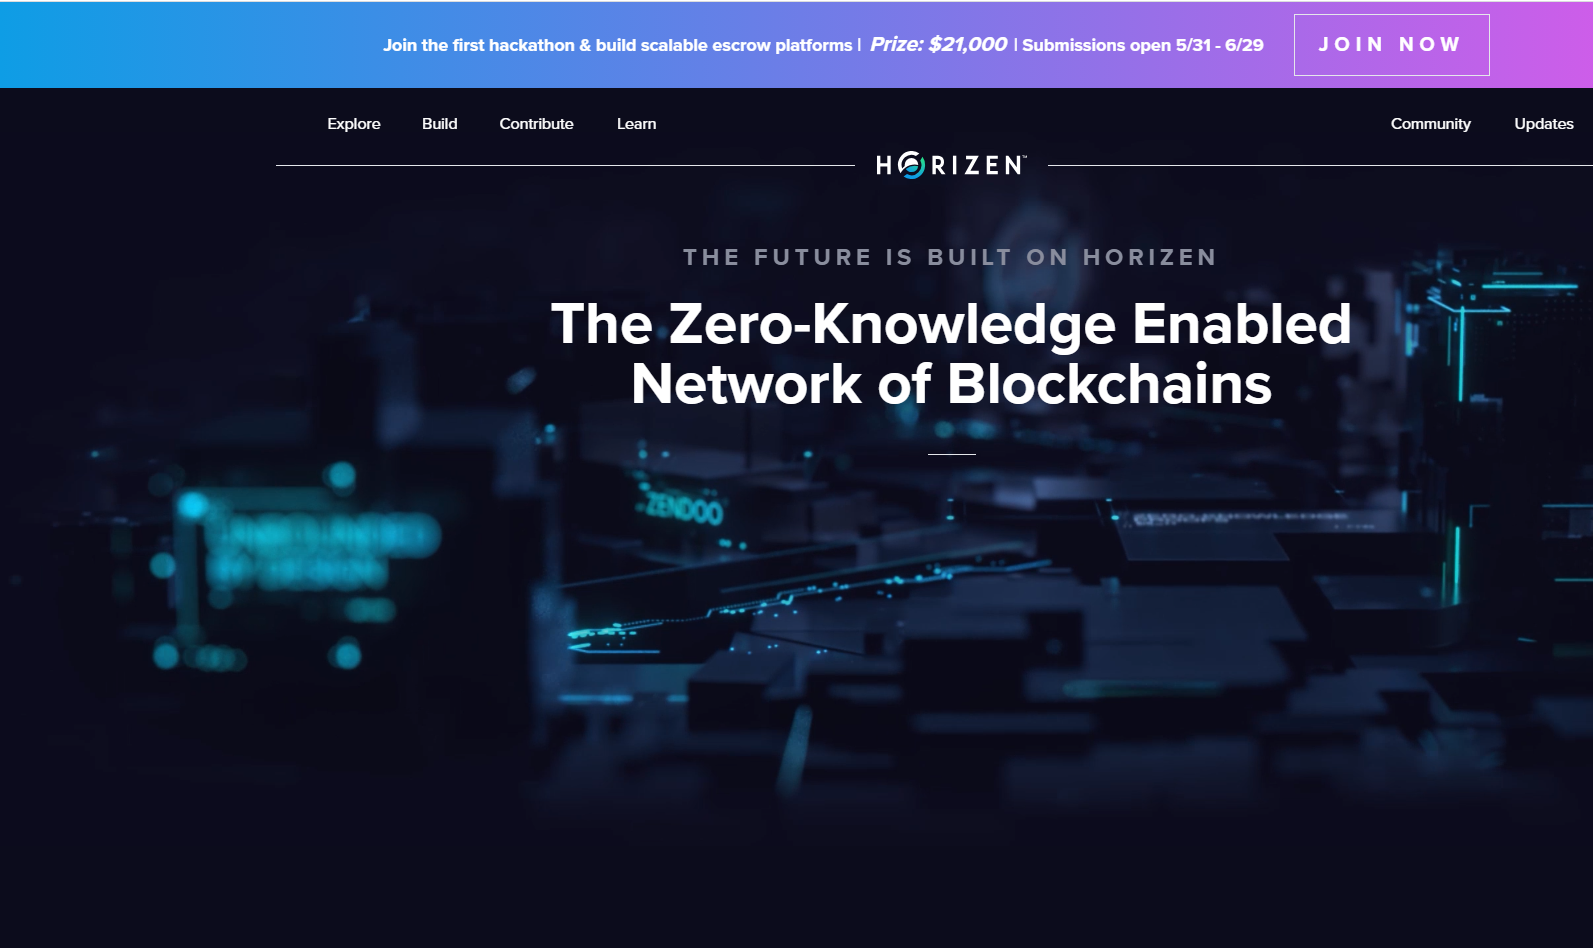 Join the first hackathon & build scalable escrow platforms | Prize: $21,000 | Submissions open 5/31 - 6/29
JOIN NOW
Explore Build Contribute Learn Community Updates
HORIZEN™
THE FUTURE IS BUILT ON HORIZEN
The Zero-Knowledge Enabled
Network of Blockchains
ZENDOO
ZERO KNOWLEDGE